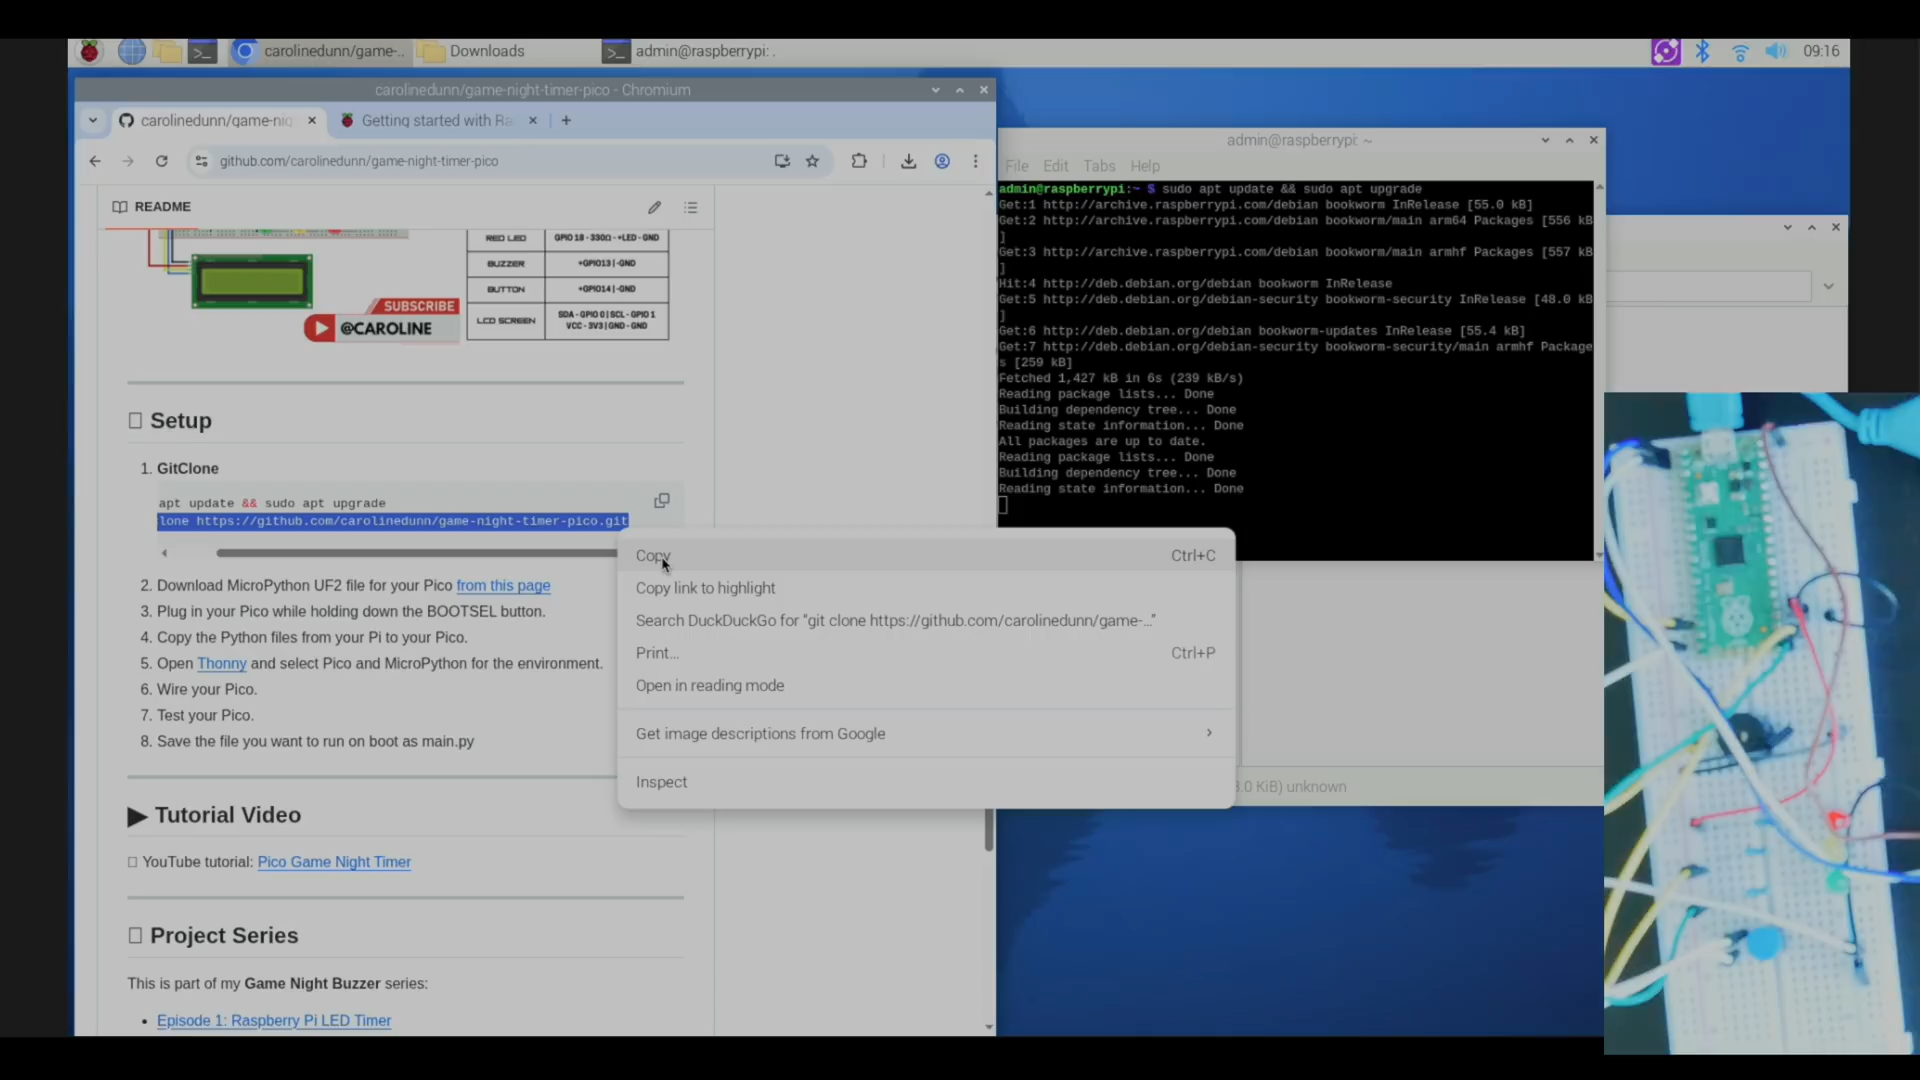 carolinedunn/game-..
Downloads
admin@raspberrypi: .
09:16
carolinedunn/game-night-timer-pico - Chromium
carolinedunn/game-nig
Getting started with Ra
github.com/carolinedunn/game-night-timer-pico
README
RED LED
GPIO 18 - 330Ω - +LED - GND
BUZZER
+GPIO13 | -GND
BUTTON
+GPIO14 | -GND
LCD SCREEN
SDA - GPIO 0 | SCL - GPIO 1
VCC - 3V3 | GND - GND
SUBSCRIBE
@CAROLINE
Setup
1. GitClone
apt update && sudo apt upgrade
lone https://github.com/carolinedunn/game-night-timer-pico.git
2. Download MicroPython UF2 file for your Pico from this page
3. Plug in your Pico while holding down the BOOTSEL button.
4. Copy the Python files from your Pi to your Pico.
5. Open Thonny and select Pico and MicroPython for the environment.
6. Wire your Pico.
7. Test your Pico.
8. Save the file you want to run on boot as main.py
Tutorial Video
YouTube tutorial: Pico Game Night Timer
Project Series
This is part of my Game Night Buzzer series:
• Episode 1: Raspberry Pi LED Timer
Copy Ctrl+C
Copy link to highlight
Search DuckDuckGo for "git clone https://github.com/carolinedunn/game-…"
Print… Ctrl+P
Open in reading mode
Get image descriptions from Google
Inspect
admin@raspberrypi: ~
File Edit Tabs Help
admin@raspberrypi:~ $ sudo apt update && sudo apt upgrade
Get:1 http://archive.raspberrypi.com/debian bookworm InRelease [55.0 kB]
Get:2 http://archive.raspberrypi.com/debian bookworm/main arm64 Packages [556 kB
]
Get:3 http://archive.raspberrypi.com/debian bookworm/main armhf Packages [557 kB
]
Hit:4 http://deb.debian.org/debian bookworm InRelease
Get:5 http://deb.debian.org/debian-security bookworm-security InRelease [48.0 kB
]
Get:6 http://deb.debian.org/debian bookworm-updates InRelease [55.4 kB]
Get:7 http://deb.debian.org/debian-security bookworm-security/main armhf Package
s [259 kB]
Fetched 1,427 kB in 6s (239 kB/s)
Reading package lists... Done
Building dependency tree... Done
Reading state information... Done
All packages are up to date.
Reading package lists... Done
Building dependency tree... Done
Reading state information... Done
.0 KiB) unknown